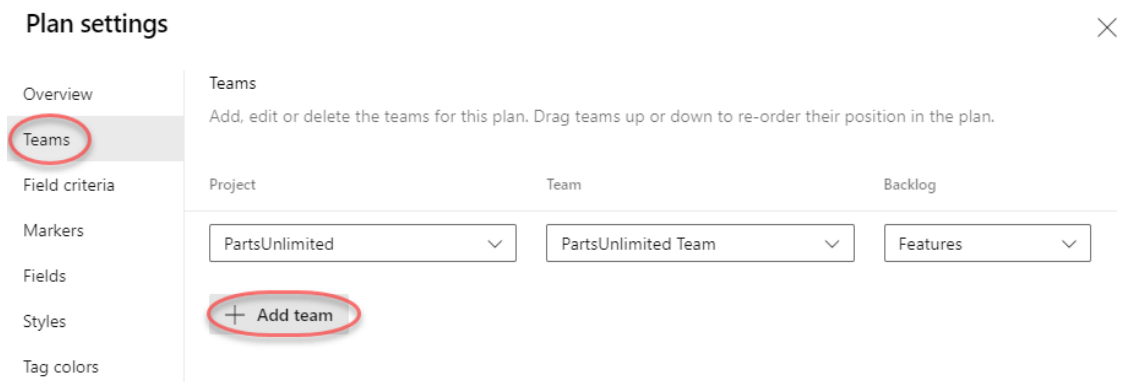 Plan settings
Overview
Teams
Field criteria
Markers
Fields
Styles
Tag colors
Teams
Add, edit or delete the teams for this plan. Drag teams up or down to re-order their position in the plan.
Project Team Backlog
PartsUnlimited PartsUnlimited Team Features
+ Add team